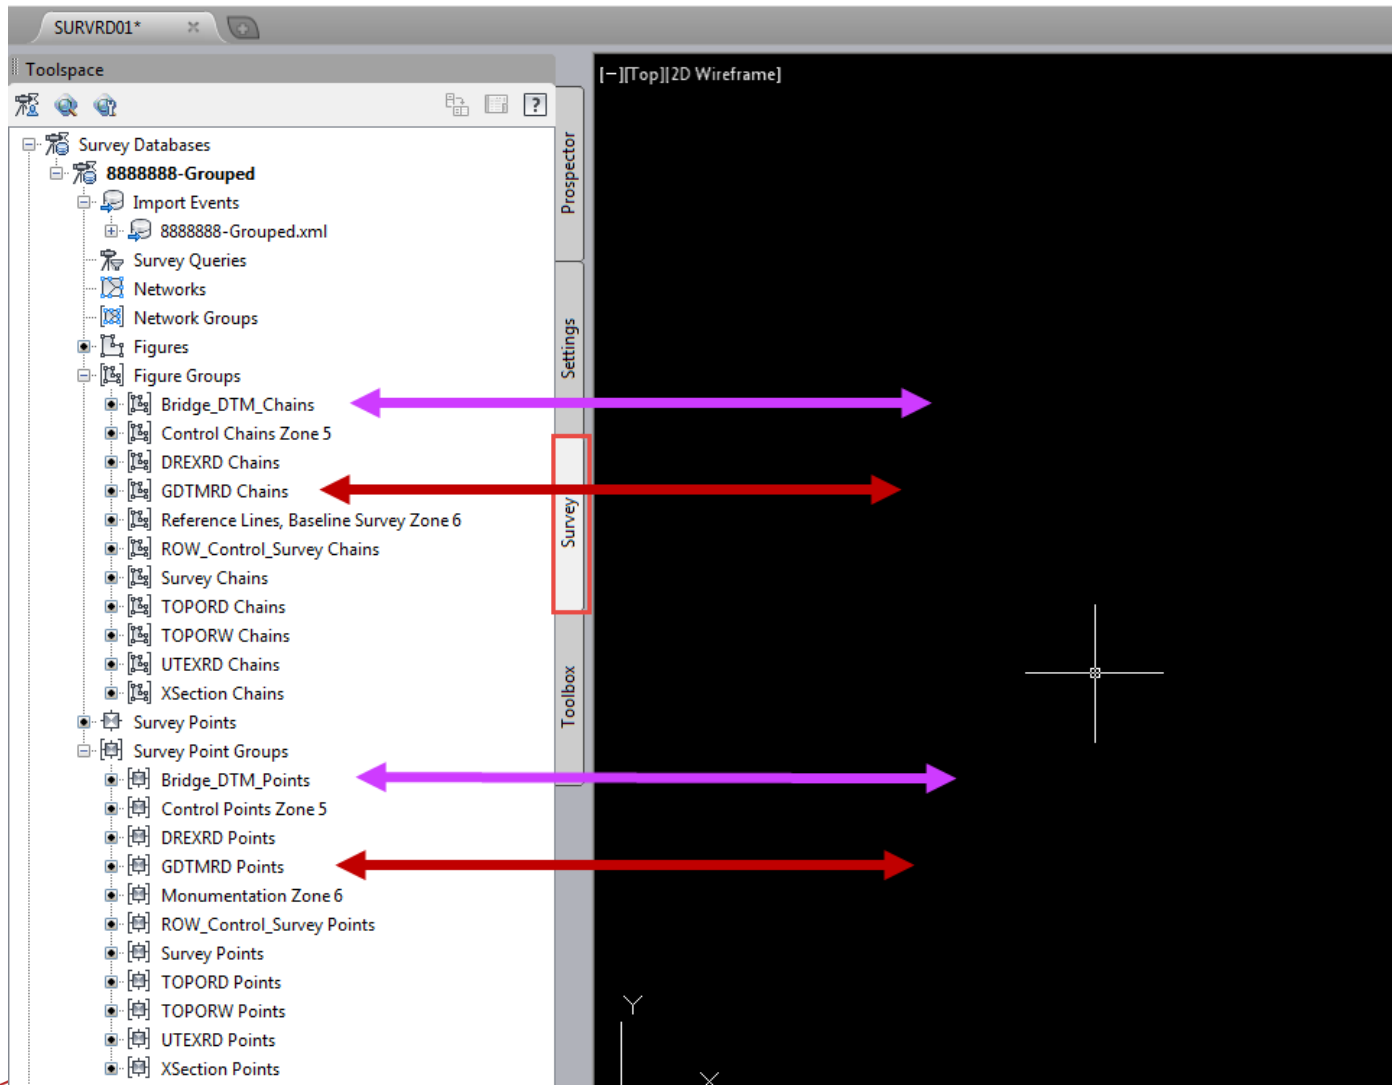 SURVRD01*
Toolspace
[−][Top][2D Wireframe]
?
Survey Databases
8888888-Grouped
Import Events
8888888-Grouped.xml
Survey Queries
Networks
Network Groups
Figures
Figure Groups
Bridge_DTM_Chains
Control Chains Zone 5
DREXRD Chains
GDTMRD Chains
Reference Lines, Baseline Survey Zone 6
ROW_Control_Survey Chains
Survey Chains
TOPORD Chains
TOPORW Chains
UTEXRD Chains
XSection Chains
Survey Points
Survey Point Groups
Bridge_DTM_Points
Control Points Zone 5
DREXRD Points
GDTMRD Points
Monumentation Zone 6
ROW_Control_Survey Points
Survey Points
TOPORD Points
TOPORW Points
UTEXRD Points
XSection Points
Prospector
Settings
Survey
Toolbox
Y
X